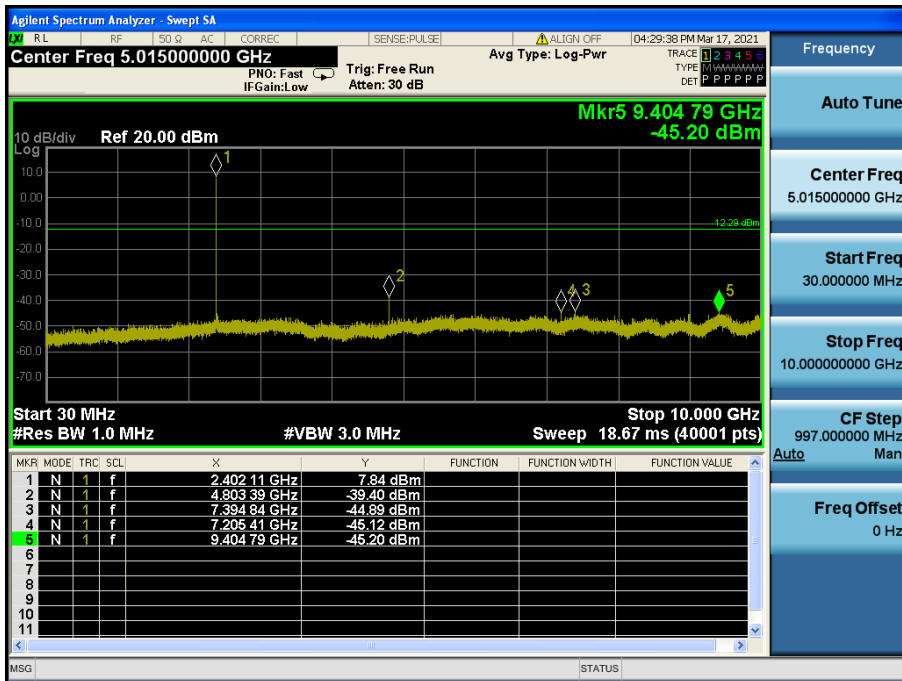 Agilent Spectrum Analyzer - Swept SA
LXI RL RF 50 Ω AC CORREC SENSE:PULSE ALIGN OFF 04:29:38 PM Mar 17, 2021
Center Freq 5.015000000 GHz
PNO: Fast
IFGain:Low
Trig: Free Run
Atten: 30 dB
Avg Type: Log-Pwr
TRACE 1 2 3 4 5 6
TYPE M W W W W W
DET P P P P P P
Mkr5 9.404 79 GHz
-45.20 dBm
10 dB/div Ref 20.00 dBm
Log
10.0
0.00
-10.0
-20.0
-30.0
-40.0
-50.0
-60.0
-70.0
1
-12.29 dBm
2
4 3
5
Start 30 MHz Stop 10.000 GHz
#Res BW 1.0 MHz #VBW 3.0 MHz Sweep 18.67 ms (40001 pts)
MKR MODE TRC SCL X Y FUNCTION FUNCTION WIDTH FUNCTION VALUE
1 N 1 f 2.402 11 GHz 7.84 dBm
2 N 1 f 4.803 39 GHz -39.40 dBm
3 N 1 f 7.394 84 GHz -44.89 dBm
4 N 1 f 7.205 41 GHz -45.12 dBm
5 N 1 f 9.404 79 GHz -45.20 dBm
6
7
8
9
10
11
MSG STATUS
Frequency
Auto Tune
Center Freq
5.015000000 GHz
Start Freq
30.000000 MHz
Stop Freq
10.000000000 GHz
CF Step
997.000000 MHz
Auto Man
Freq Offset
0 Hz